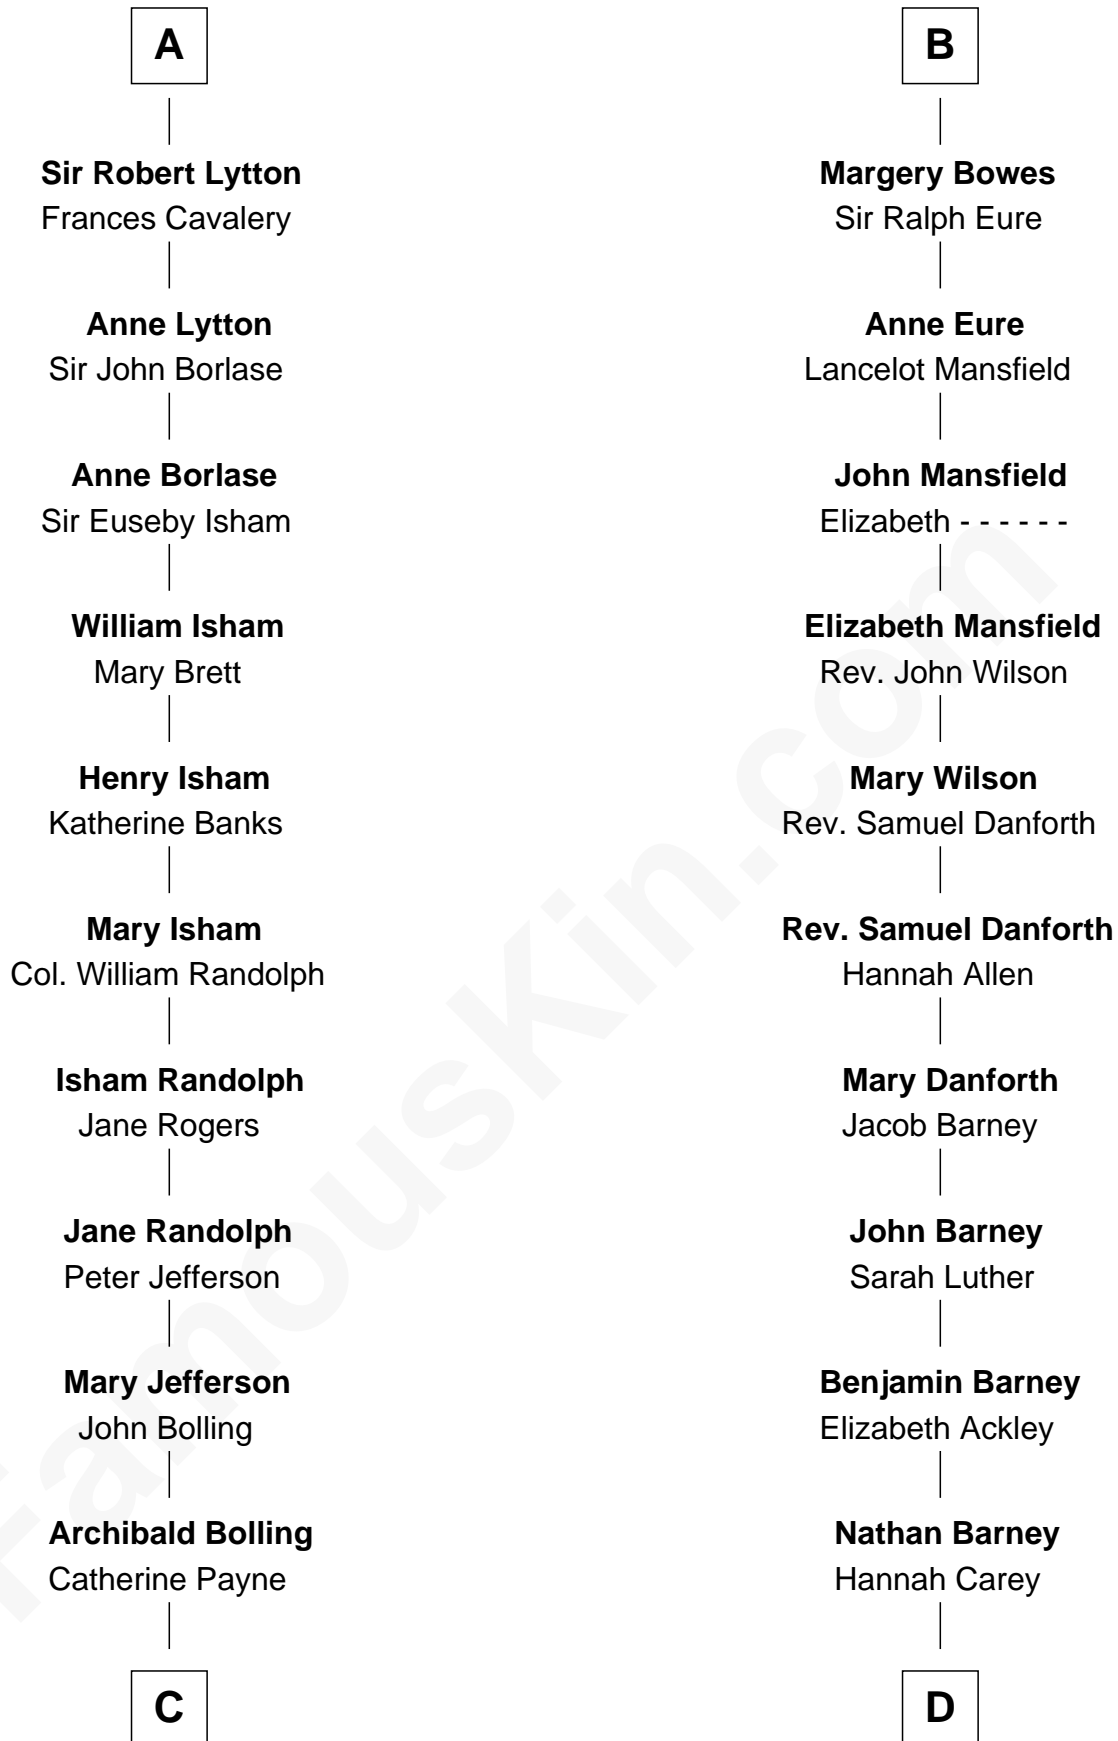 A
Sir Robert Lytton
Frances Cavalery
Anne Lytton
Sir John Borlase
Anne Borlase
Sir Euseby Isham
William Isham
Mary Brett
Henry Isham
Katherine Banks
Mary Isham
Col. William Randolph
Isham Randolph
Jane Rogers
Jane Randolph
Peter Jefferson
Mary Jefferson
John Bolling
Archibald Bolling
Catherine Payne
C
B
Margery Bowes
Sir Ralph Eure
Anne Eure
Lancelot Mansfield
John Mansfield
Elizabeth - - - - - -
Elizabeth Mansfield
Rev. John Wilson
Mary Wilson
Rev. Samuel Danforth
Rev. Samuel Danforth
Hannah Allen
Mary Danforth
Jacob Barney
John Barney
Sarah Luther
Benjamin Barney
Elizabeth Ackley
Nathan Barney
Hannah Carey
D
FamousKin.com